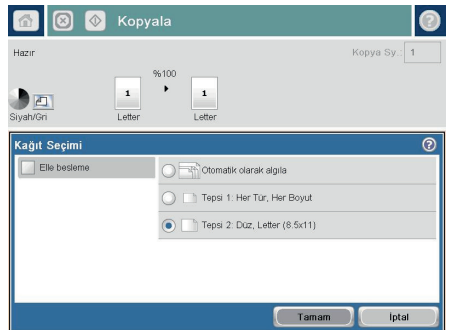 Kopyala
Hazır
Kopya Sy.: 1
%100
1
1
Siyah/Gri
Letter
Letter
Kağıt Seçimi
Elle besleme
Otomatik olarak algıla
Tepsi 1: Her Tür, Her Boyut
Tepsi 2: Düz, Letter (8.5x11)
Tamam
İptal